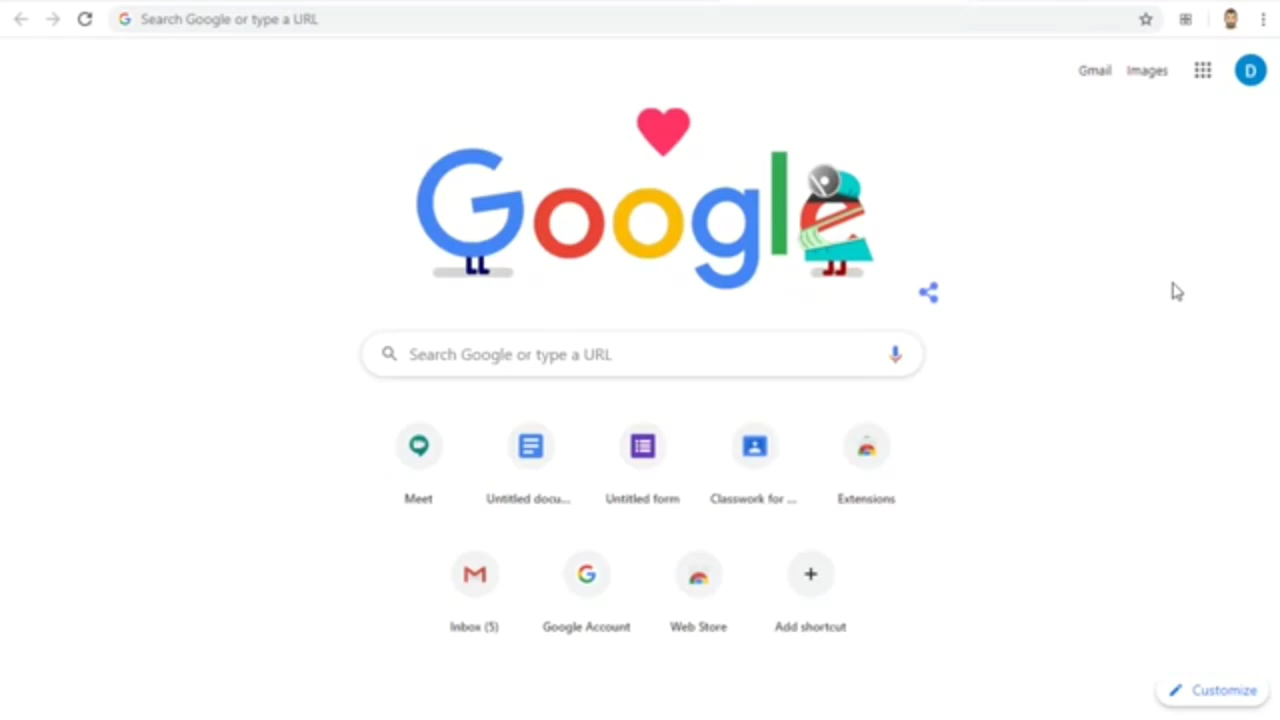 Search Google or type a URL
Gmail Images D
Google
Search Google or type a URL
Meet Untitled docu... Untitled form Classwork for ... Extensions
Inbox (5) Google Account Web Store Add shortcut
Customize